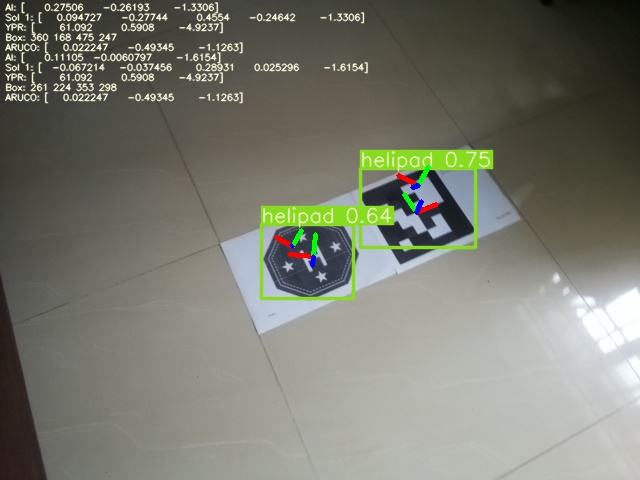 AI: [ 0.27506 -0.26193 -1.3306]
Sol 1: [ 0.094727 -0.27744 0.4554 -0.24642 -1.3306]
YPR: [ 61.092 0.5908 -4.9237]
Box: 360 168 475 247
ARUCO: [ 0.022247 -0.49345 -1.1263]
AI: [ 0.11105 -0.0060797 -1.6154]
Sol 1: [ -0.067214 -0.037456 0.28931 0.025296 -1.6154]
YPR: [ 61.092 0.5908 -4.9237]
Box: 261 224 353 298
ARUCO: [ 0.022247 -0.49345 -1.1263]
helipad 0.75
helipad 0.64
M